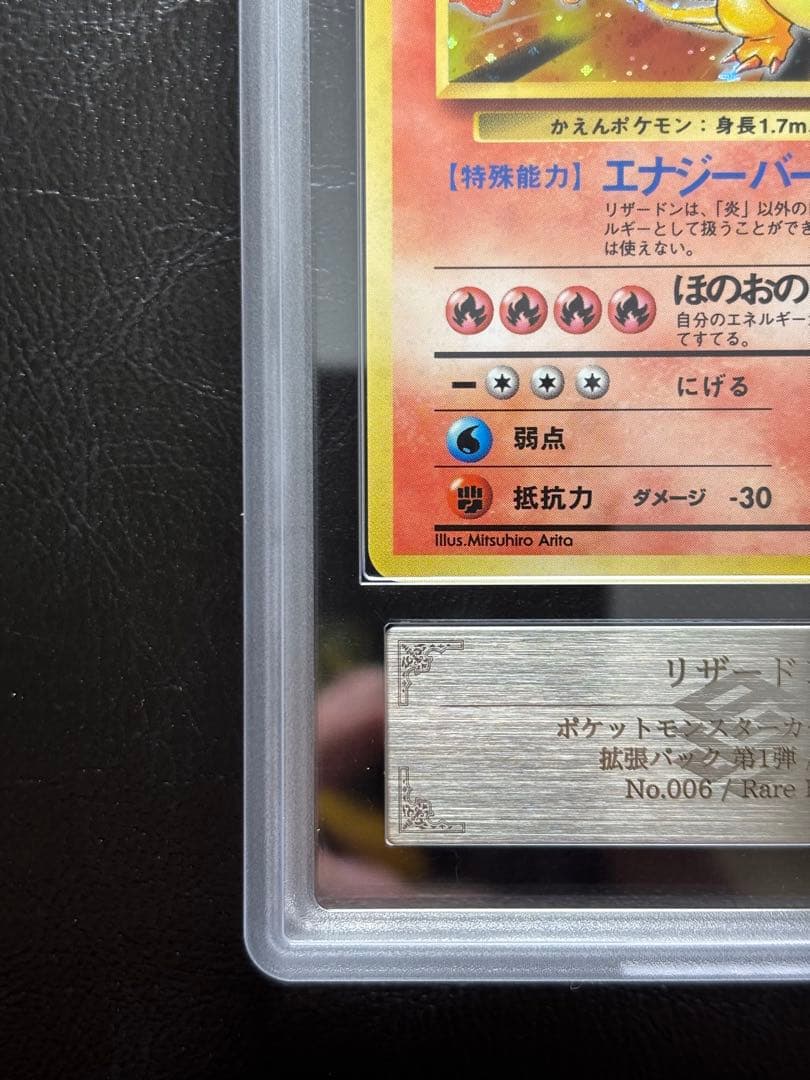 かえんポケモン：身長1.7m
【特殊能力】 エナジーバー
リザードンは、「炎」以外の
ルギーとして扱うことができ
は使えない。
ほのおの
自分のエネルギー
てすてる。
ー にげる
弱点
抵抗力 ダメージ -30
Illus.Mitsuhiro Arita
リザード
ポケットモンスターカ
拡張パック 第1弾 /
No.006 / Rare